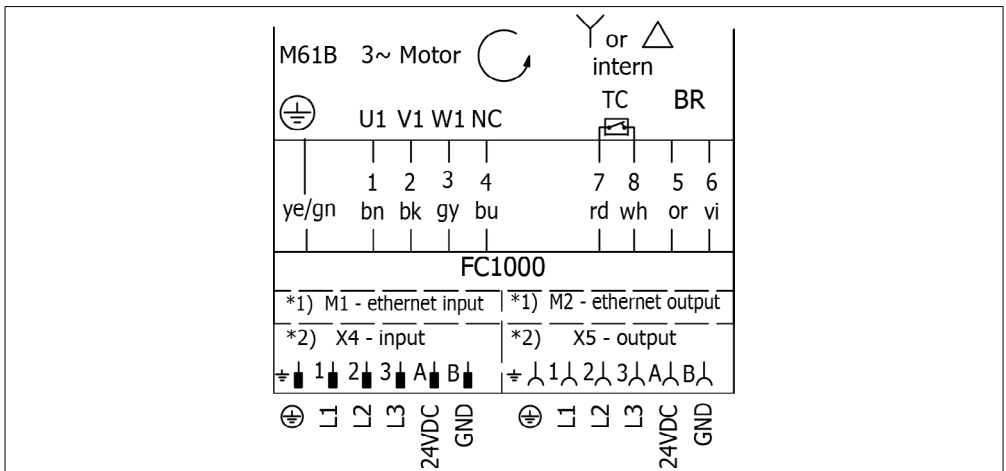 M61B 3~ Motor Y or △
intern
TC BR
U1 V1 W1 NC
1 2 3 4 7 8 5 6
ye/gn bn bk gy bu rd wh or vi
FC1000
*1) M1 - ethernet input *1) M2 - ethernet output
*2) X4 - input *2) X5 - output
1 2 3 A B 1 2 3 A B
L1 L2 L3 24VDC GND L1 L2 L3 24VDC GND